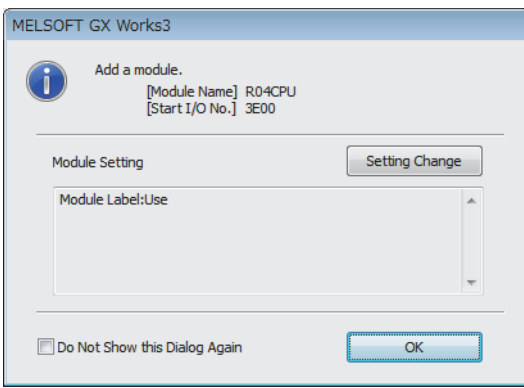 MELSOFT GX Works3
Add a module.
[Module Name] R04CPU
[Start I/O No.] 3E00
Module Setting
Setting Change
Module Label:Use
Do Not Show this Dialog Again
OK